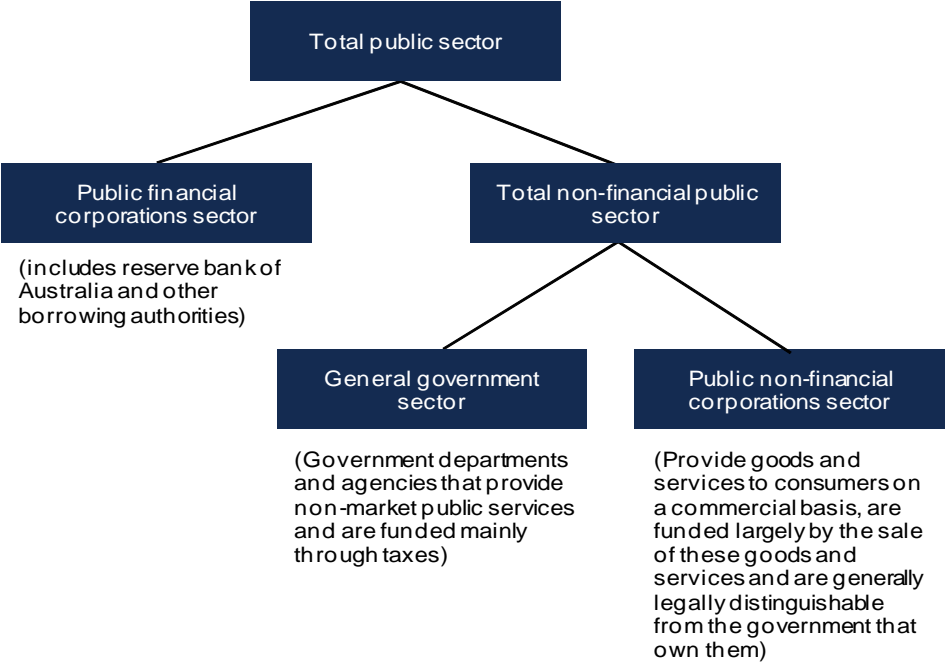 Total public sector
Public financial
corporations sector
(includes reserve bank of
Australia and other
borrowing authorities)
Total non-financial public
sector
General government
sector
(Government departments
and agencies that provide
non-market public services
and are funded mainly
through taxes)
Public non-financial
corporations sector
(Provide goods and
services to consumers on
a commercial basis, are
funded largely by the sale
of these goods and
services and are generally
legally distinguishable
from the government that
own them)